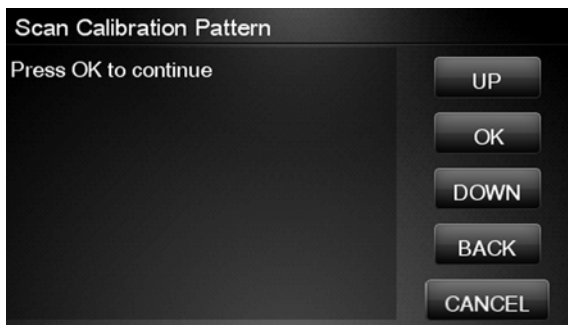 Scan Calibration Pattern
Press OK to continue
UP
OK
DOWN
BACK
CANCEL